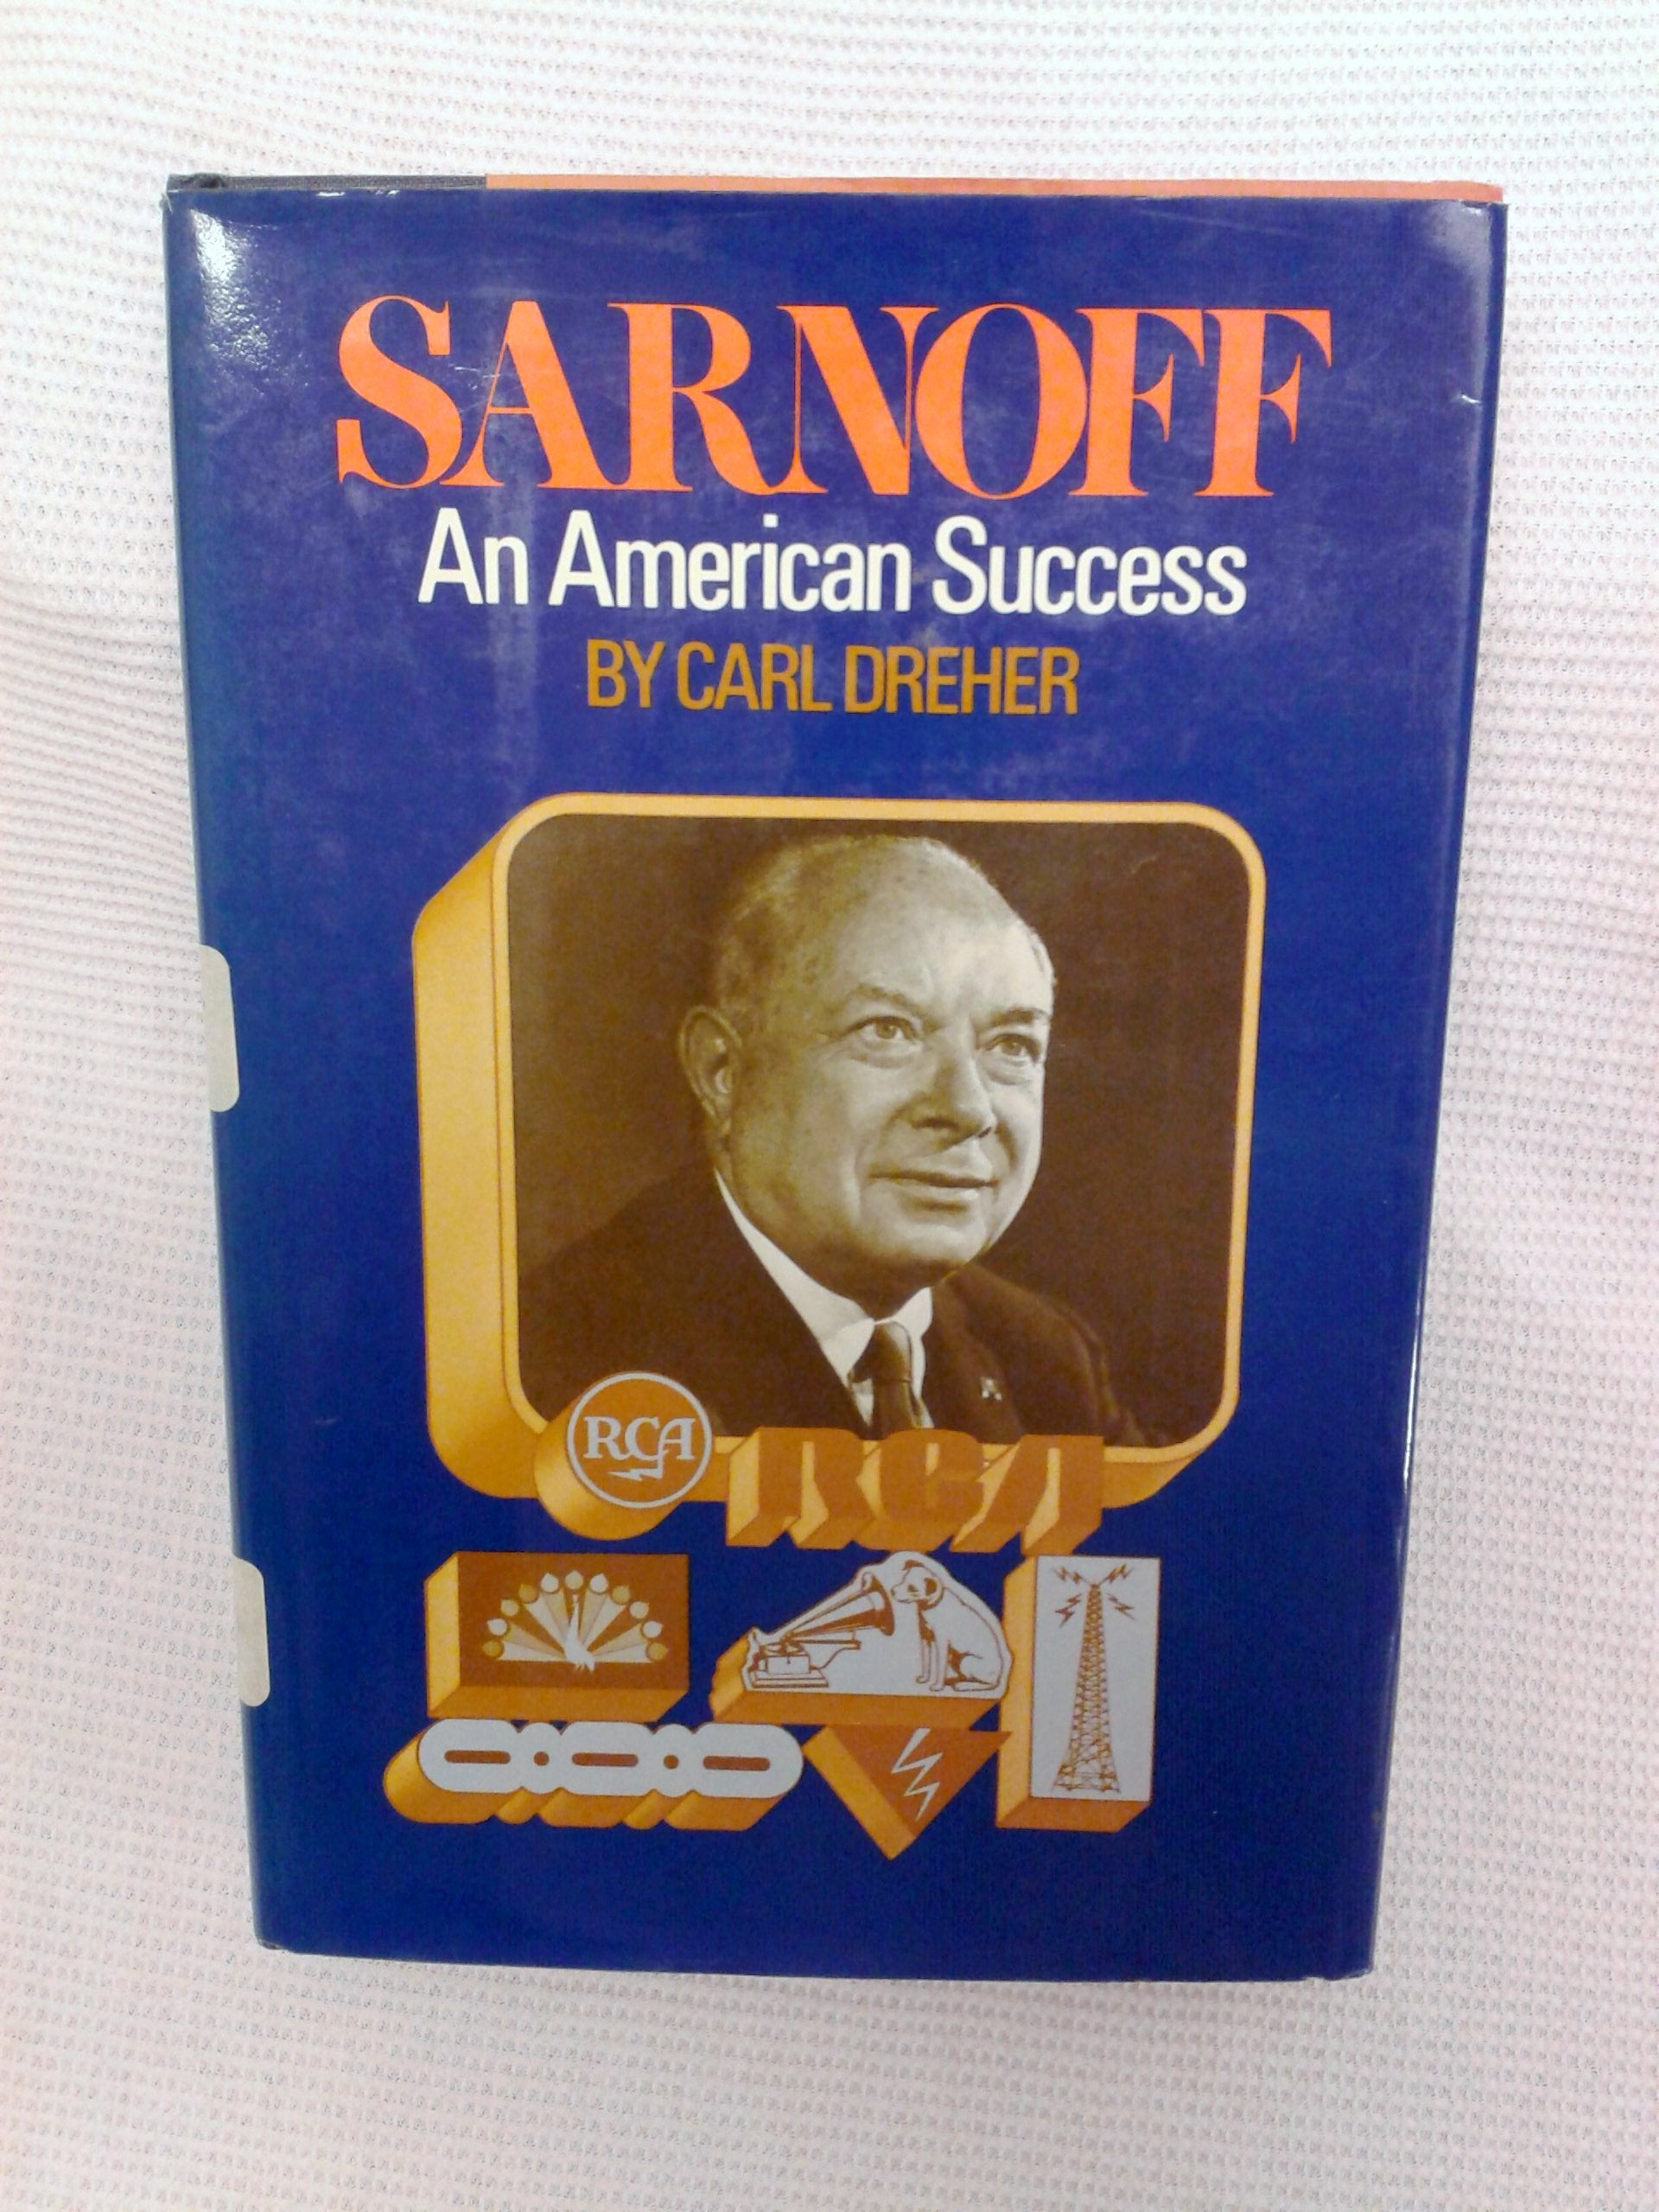 SARNOFF
An American Success
BY CARL DREHER
RCA
RCA